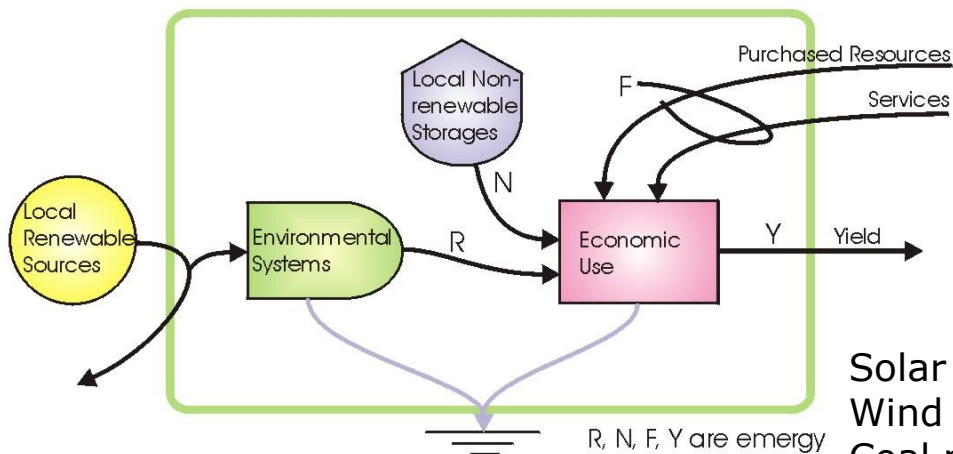 Purchased Resources
Local Non-
renewable
Storages
F
Services
N
Local
Renewable
Sources
Environmental
Systems
R
Economic
Use
Y
Yield
Solar
Wind
R, N, F, Y are emergy